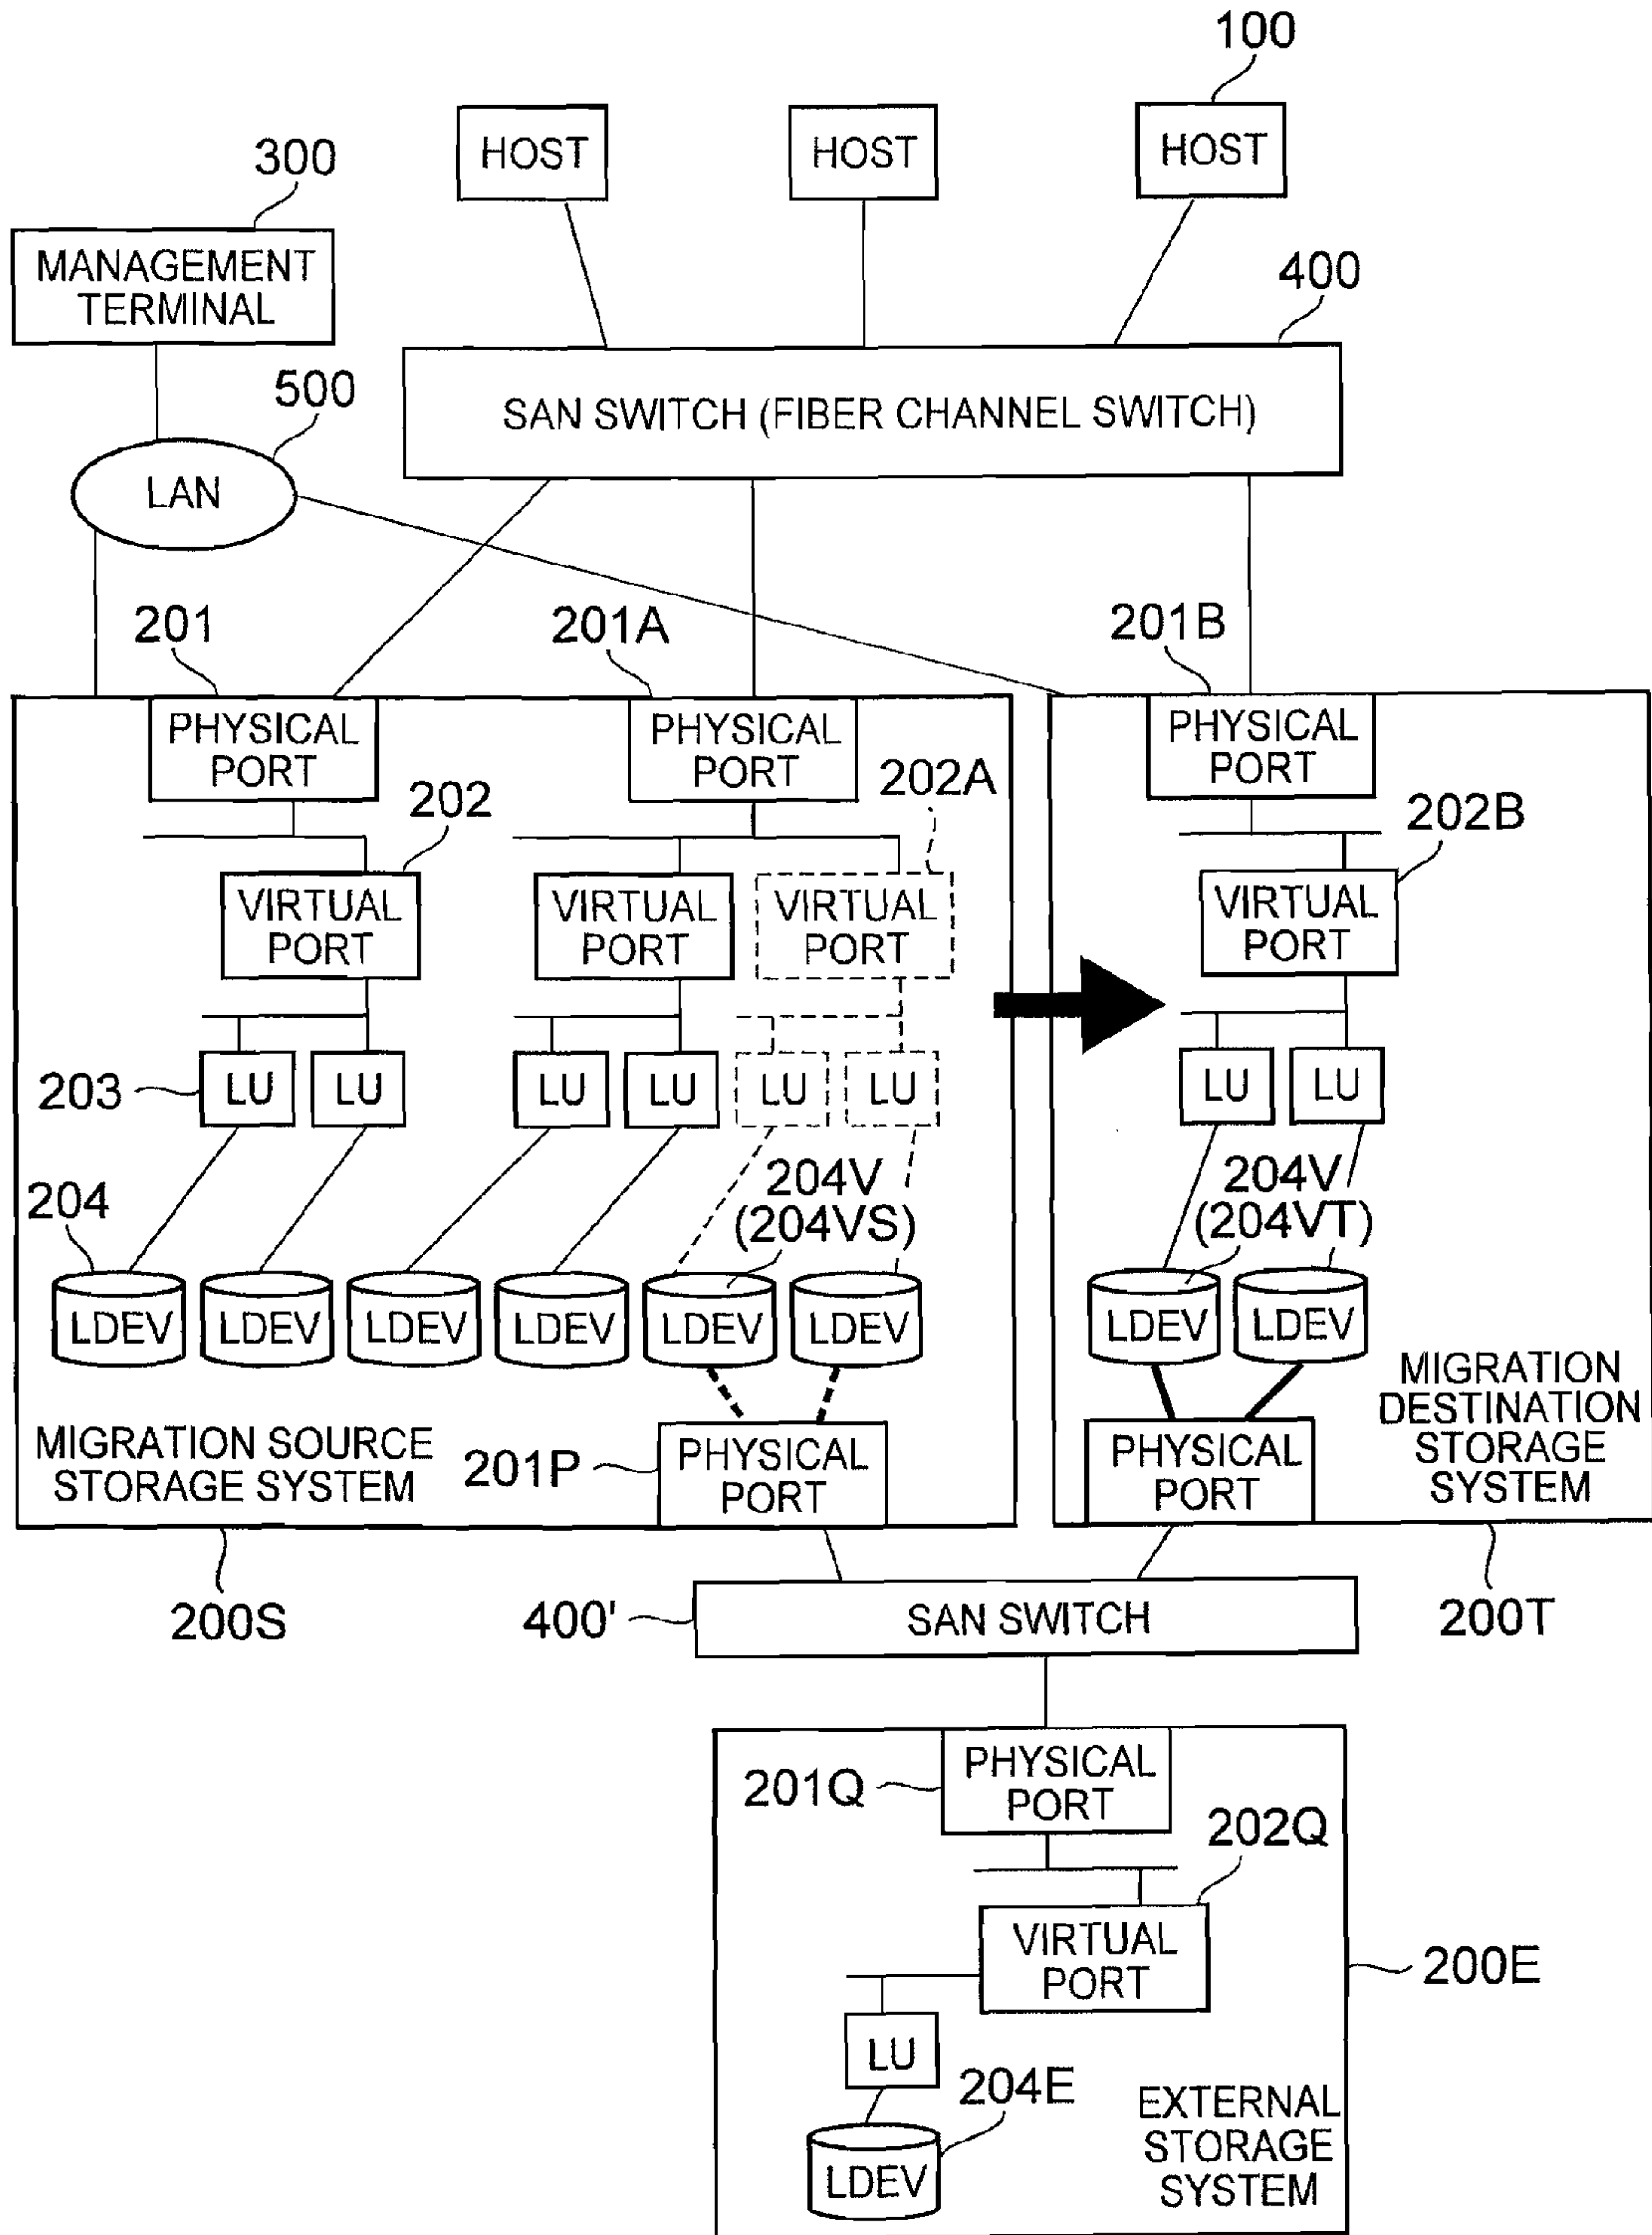 100
HOST
HOST
HOST
300
MANAGEMENT
TERMINAL
400
500
SAN SWITCH (FIBER CHANNEL SWITCH)
LAN
201
201A
201B
PHYSICAL
PORT
PHYSICAL
PORT
PHYSICAL
PORT
202
202A
202B
VIRTUAL
PORT
VIRTUAL
PORT
VIRTUAL
PORT
VIRTUAL
PORT
203
LU
LU
LU
LU
LU
LU
LU
LU
204
204V
(204VS)
204V
(204VT)
LDEV
LDEV
LDEV
LDEV
LDEV
LDEV
LDEV
LDEV
MIGRATION SOURCE
STORAGE SYSTEM
201P
PHYSICAL
PORT
PHYSICAL
PORT
MIGRATION
DESTINATION
STORAGE
SYSTEM
200S
400'
SAN SWITCH
200T
201Q
PHYSICAL
PORT
202Q
VIRTUAL
PORT
200E
LU
204E
LDEV
EXTERNAL
STORAGE
SYSTEM